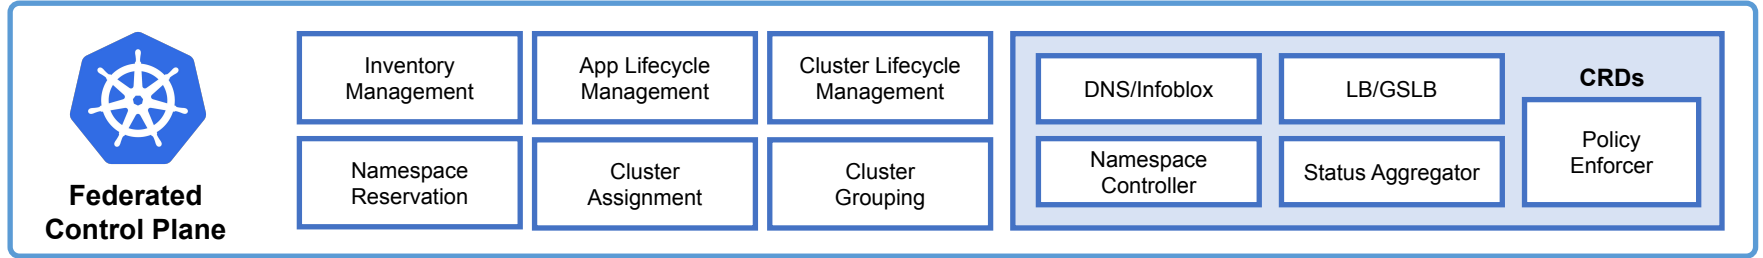 Federated
Control Plane
Inventory
Management
App Lifecycle
Management
Cluster Lifecycle
Management
Namespace
Reservation
Cluster
Assignment
Cluster
Grouping
CRDs
DNS/Infoblox
LB/GSLB
Namespace
Controller
Status Aggregator
Policy
Enforcer